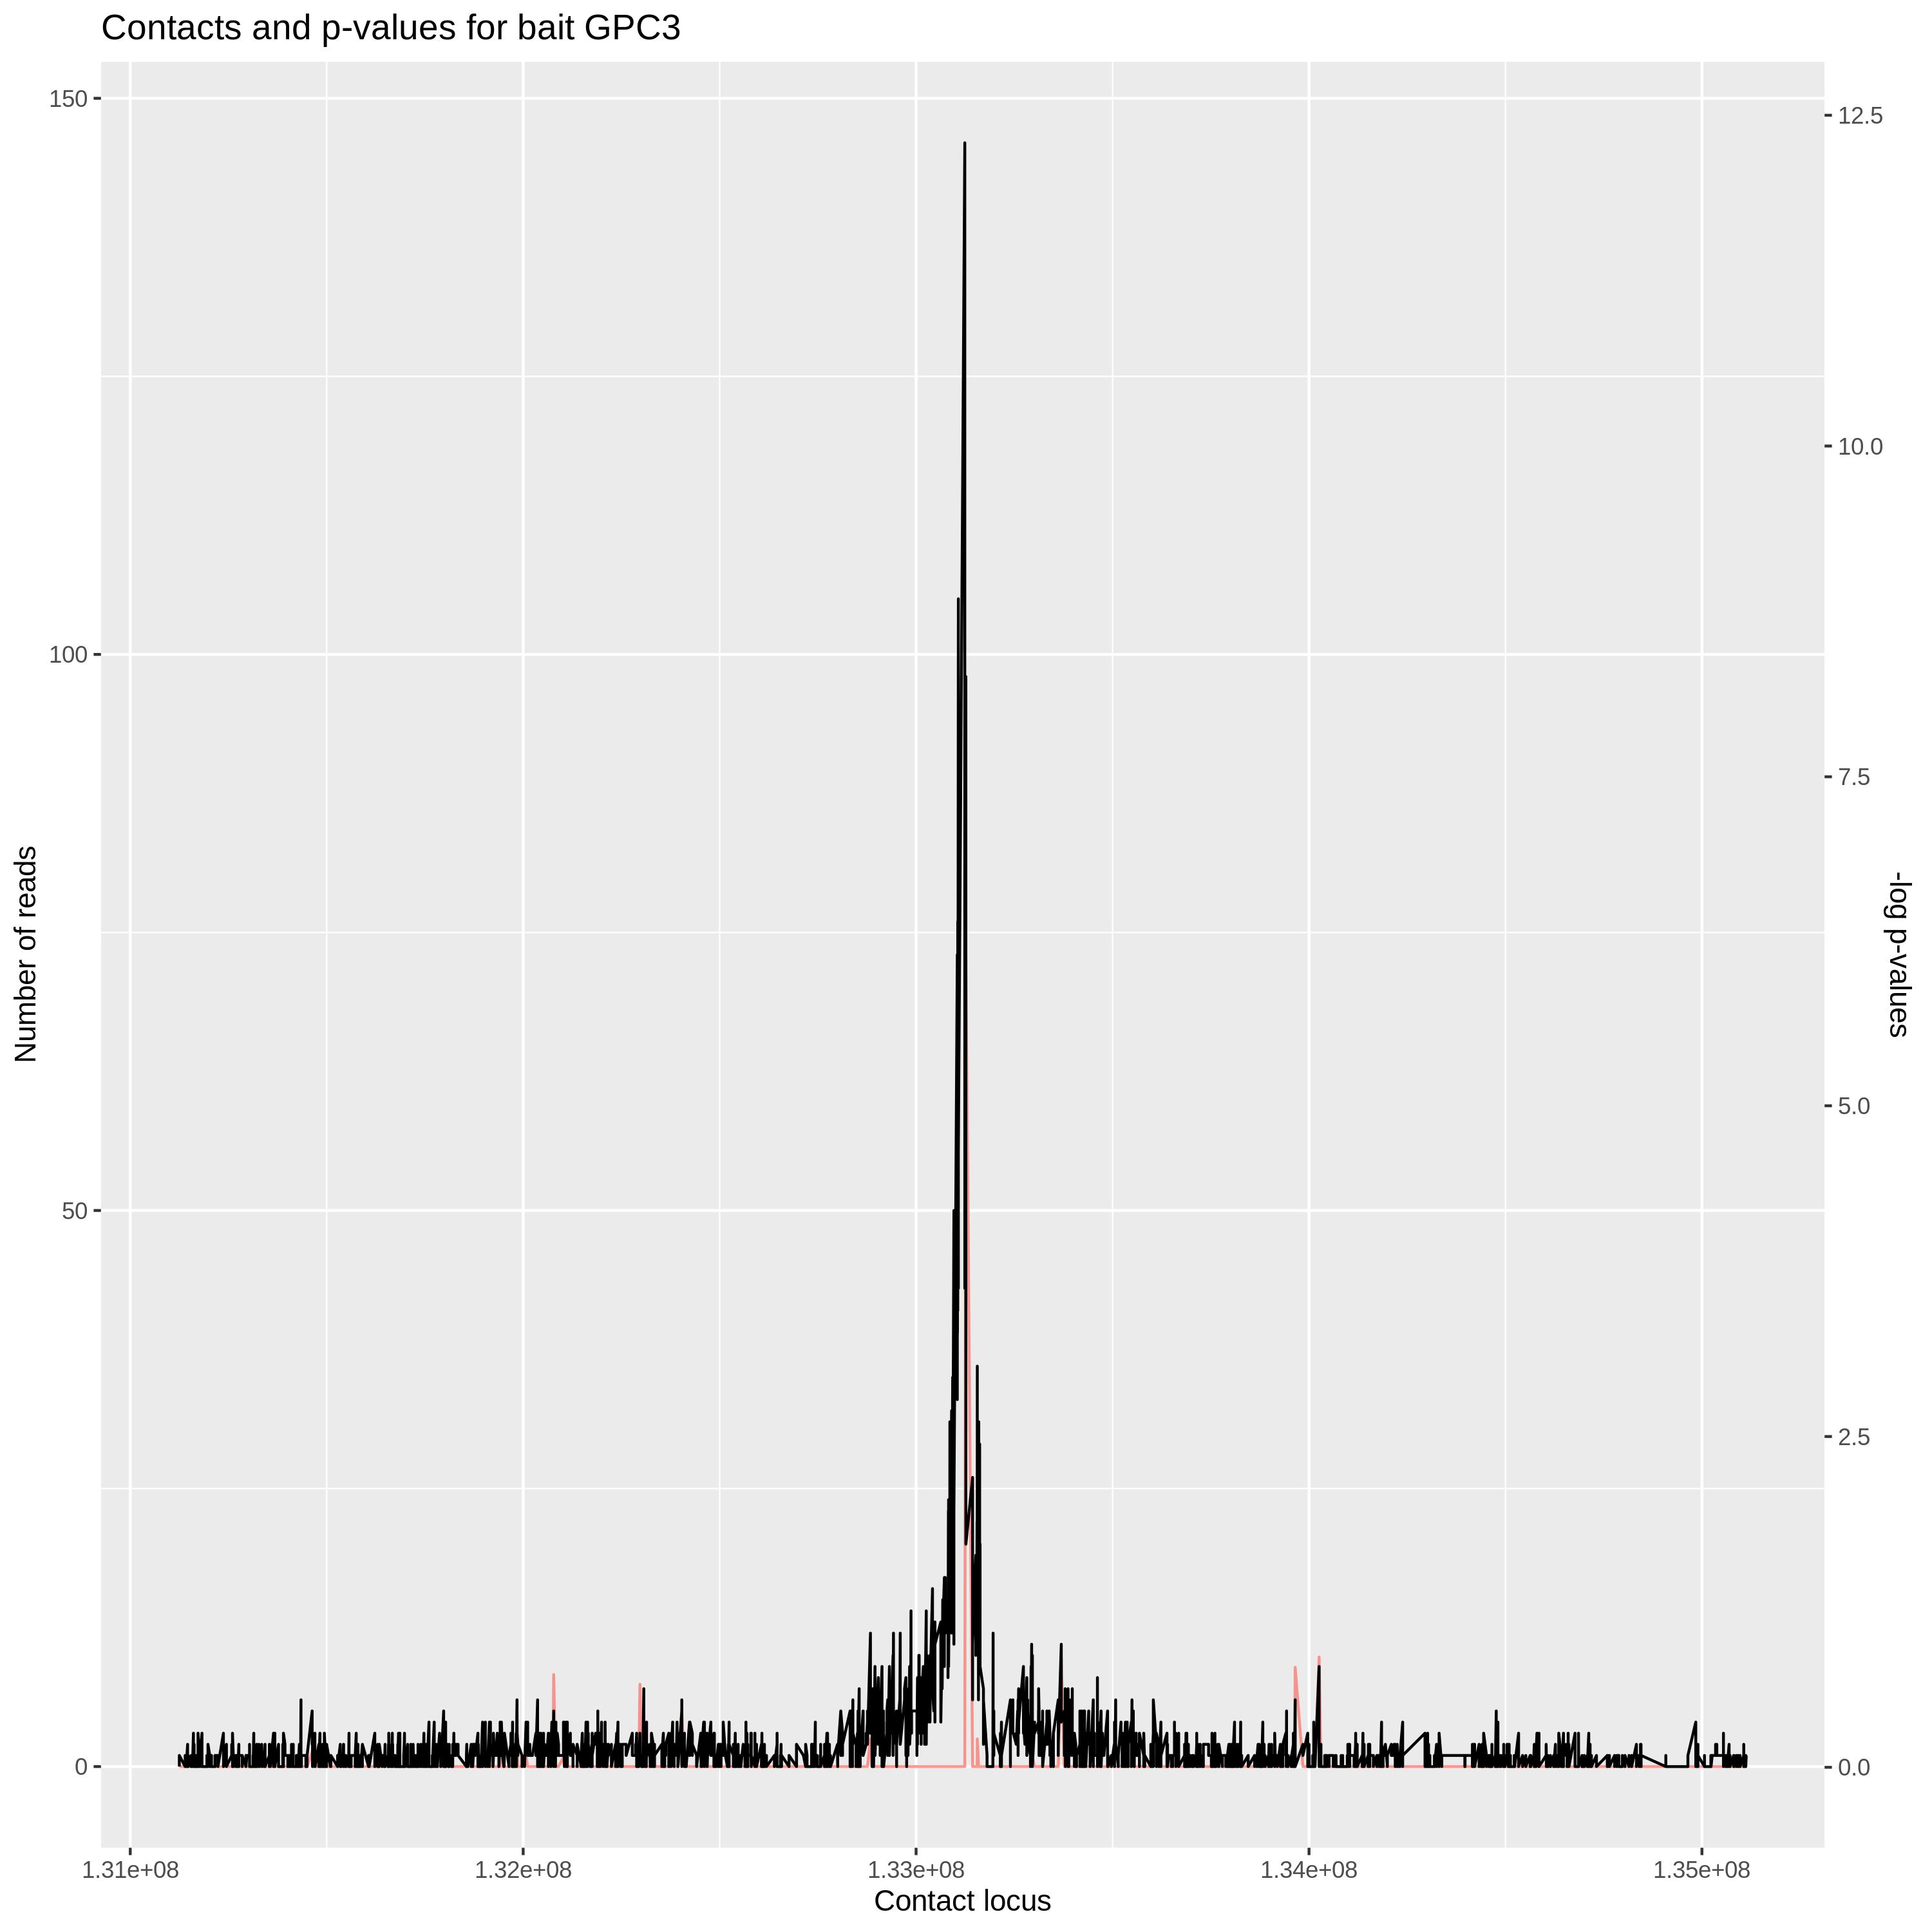 Contacts and p-values for bait GPC3
150
100
50
0
Number of reads
12.5
10.0
7.5
5.0
2.5
0.0
-log p-values
1.31e+08
1.32e+08
1.33e+08
1.34e+08
1.35e+08
Contact locus